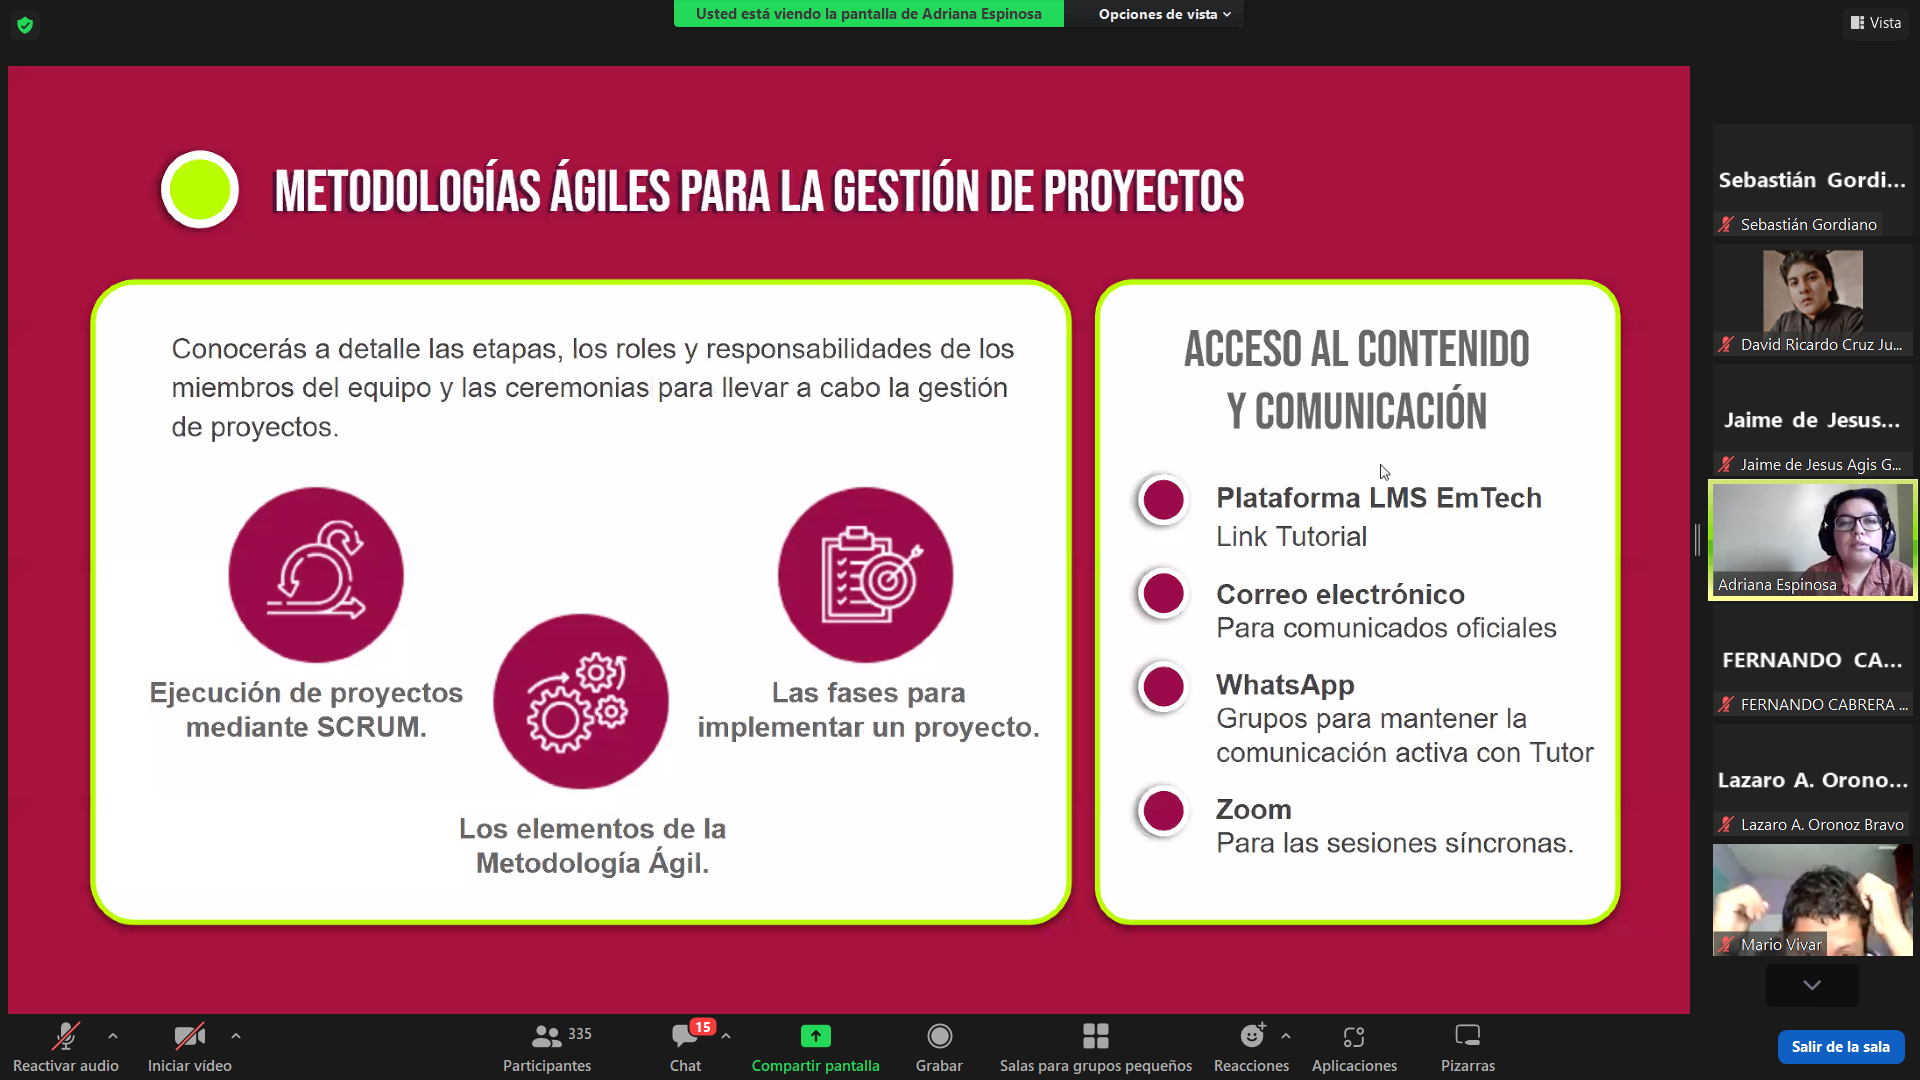 Usted está viendo la pantalla de Adriana Espinosa
Opciones de vista
Vista
METODOLOGÍAS ÁGILES PARA LA GESTIÓN DE PROYECTOS
Conocerás a detalle las etapas, los roles y responsabilidades de los
miembros del equipo y las ceremonias para llevar a cabo la gestión
de proyectos.
Ejecución de proyectos
mediante SCRUM.
Las fases para
implementar un proyecto.
Los elementos de la
Metodología Ágil.
ACCESO AL CONTENIDO
Y COMUNICACIÓN
Plataforma LMS EmTech
Link Tutorial
Correo electrónico
Para comunicados oficiales
WhatsApp
Grupos para mantener la
comunicación activa con Tutor
Zoom
Para las sesiones síncronas.
Sebastián Gordi...
Sebastián Gordiano
David Ricardo Cruz Ju...
Jaime de Jesus...
Jaime de Jesus Agis G...
Adriana Espinosa
FERNANDO CA...
FERNANDO CABRERA ...
Lazaro A. Orono...
Lazaro A. Oronoz Bravo
Mario Vivar
Reactivar audio
Iniciar vídeo
335
Participantes
15
Chat
Compartir pantalla
Grabar
Salas para grupos pequeños
Reacciones
Aplicaciones
Pizarras
Salir de la sala